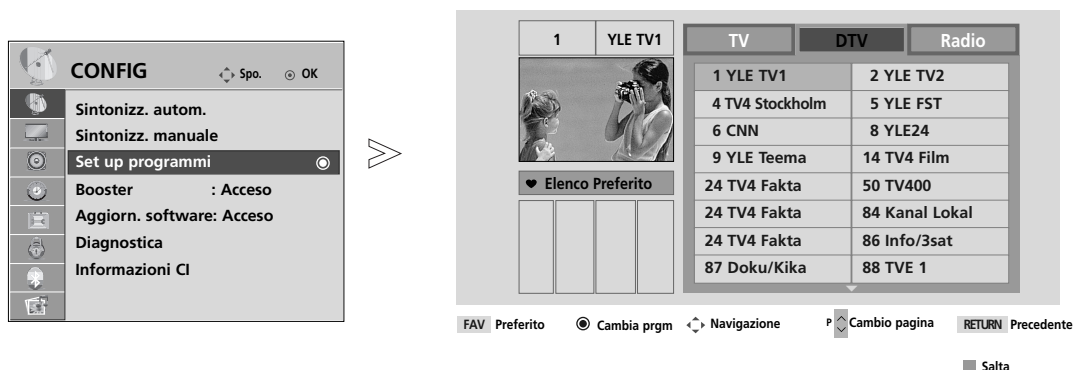 CONFIG Spo. OK
Sintonizz. autom.
Sintonizz. manuale
Set up programmi
Booster : Acceso
Aggiorn. software: Acceso
Diagnostica
Informazioni CI
1 YLE TV1
Elenco Preferito
TV DTV Radio
1 YLE TV1 2 YLE TV2
4 TV4 Stockholm 5 YLE FST
6 CNN 8 YLE24
9 YLE Teema 14 TV4 Film
24 TV4 Fakta 50 TV400
24 TV4 Fakta 84 Kanal Lokal
24 TV4 Fakta 86 Info/3sat
87 Doku/Kika 88 TVE 1
FAV Preferito Cambia prgm Navigazione P Cambio pagina RETURN Precedente
Salta